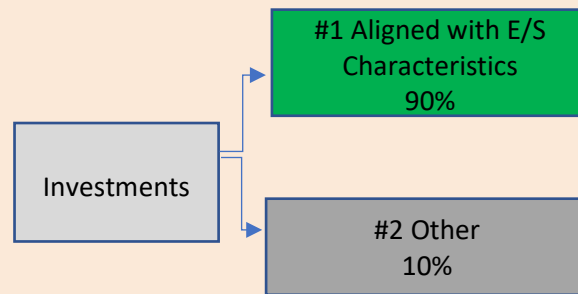 #1 Aligned with E/S
Characteristics
90%
Investments
#2 Other
10%